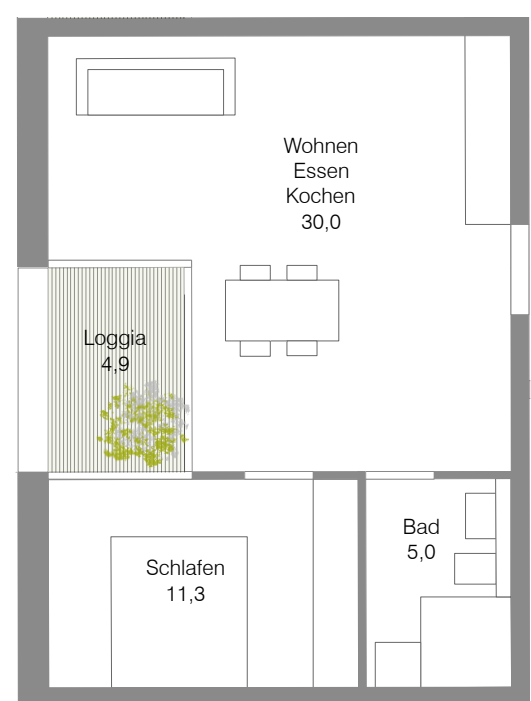 Wohnen
Essen
Kochen
30,0
Loggia
4,9
Schlafen
11,3
Bad
5,0